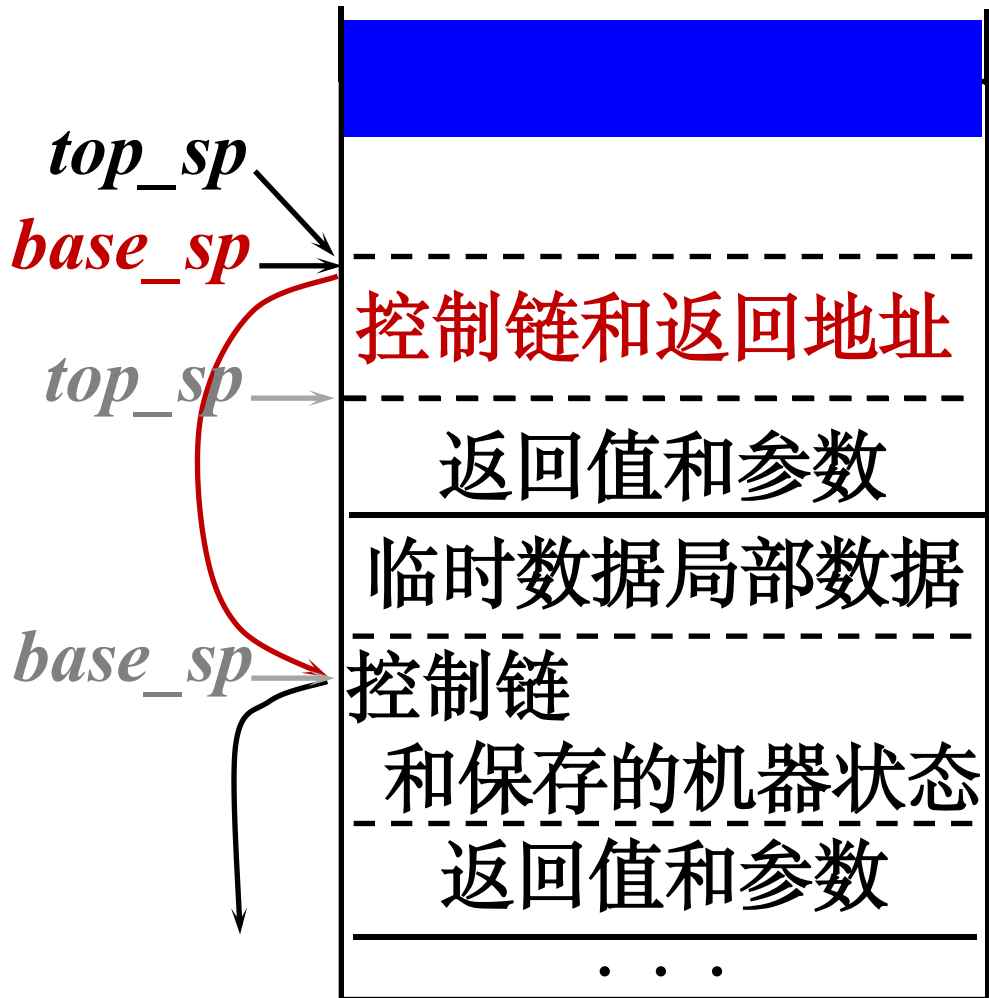 top_sp
base_sp
控制链和返回地址
top_sp
返回值和参数
临时数据局部数据
base_sp
控制链
和保存的机器状态
返回值和参数
. . .